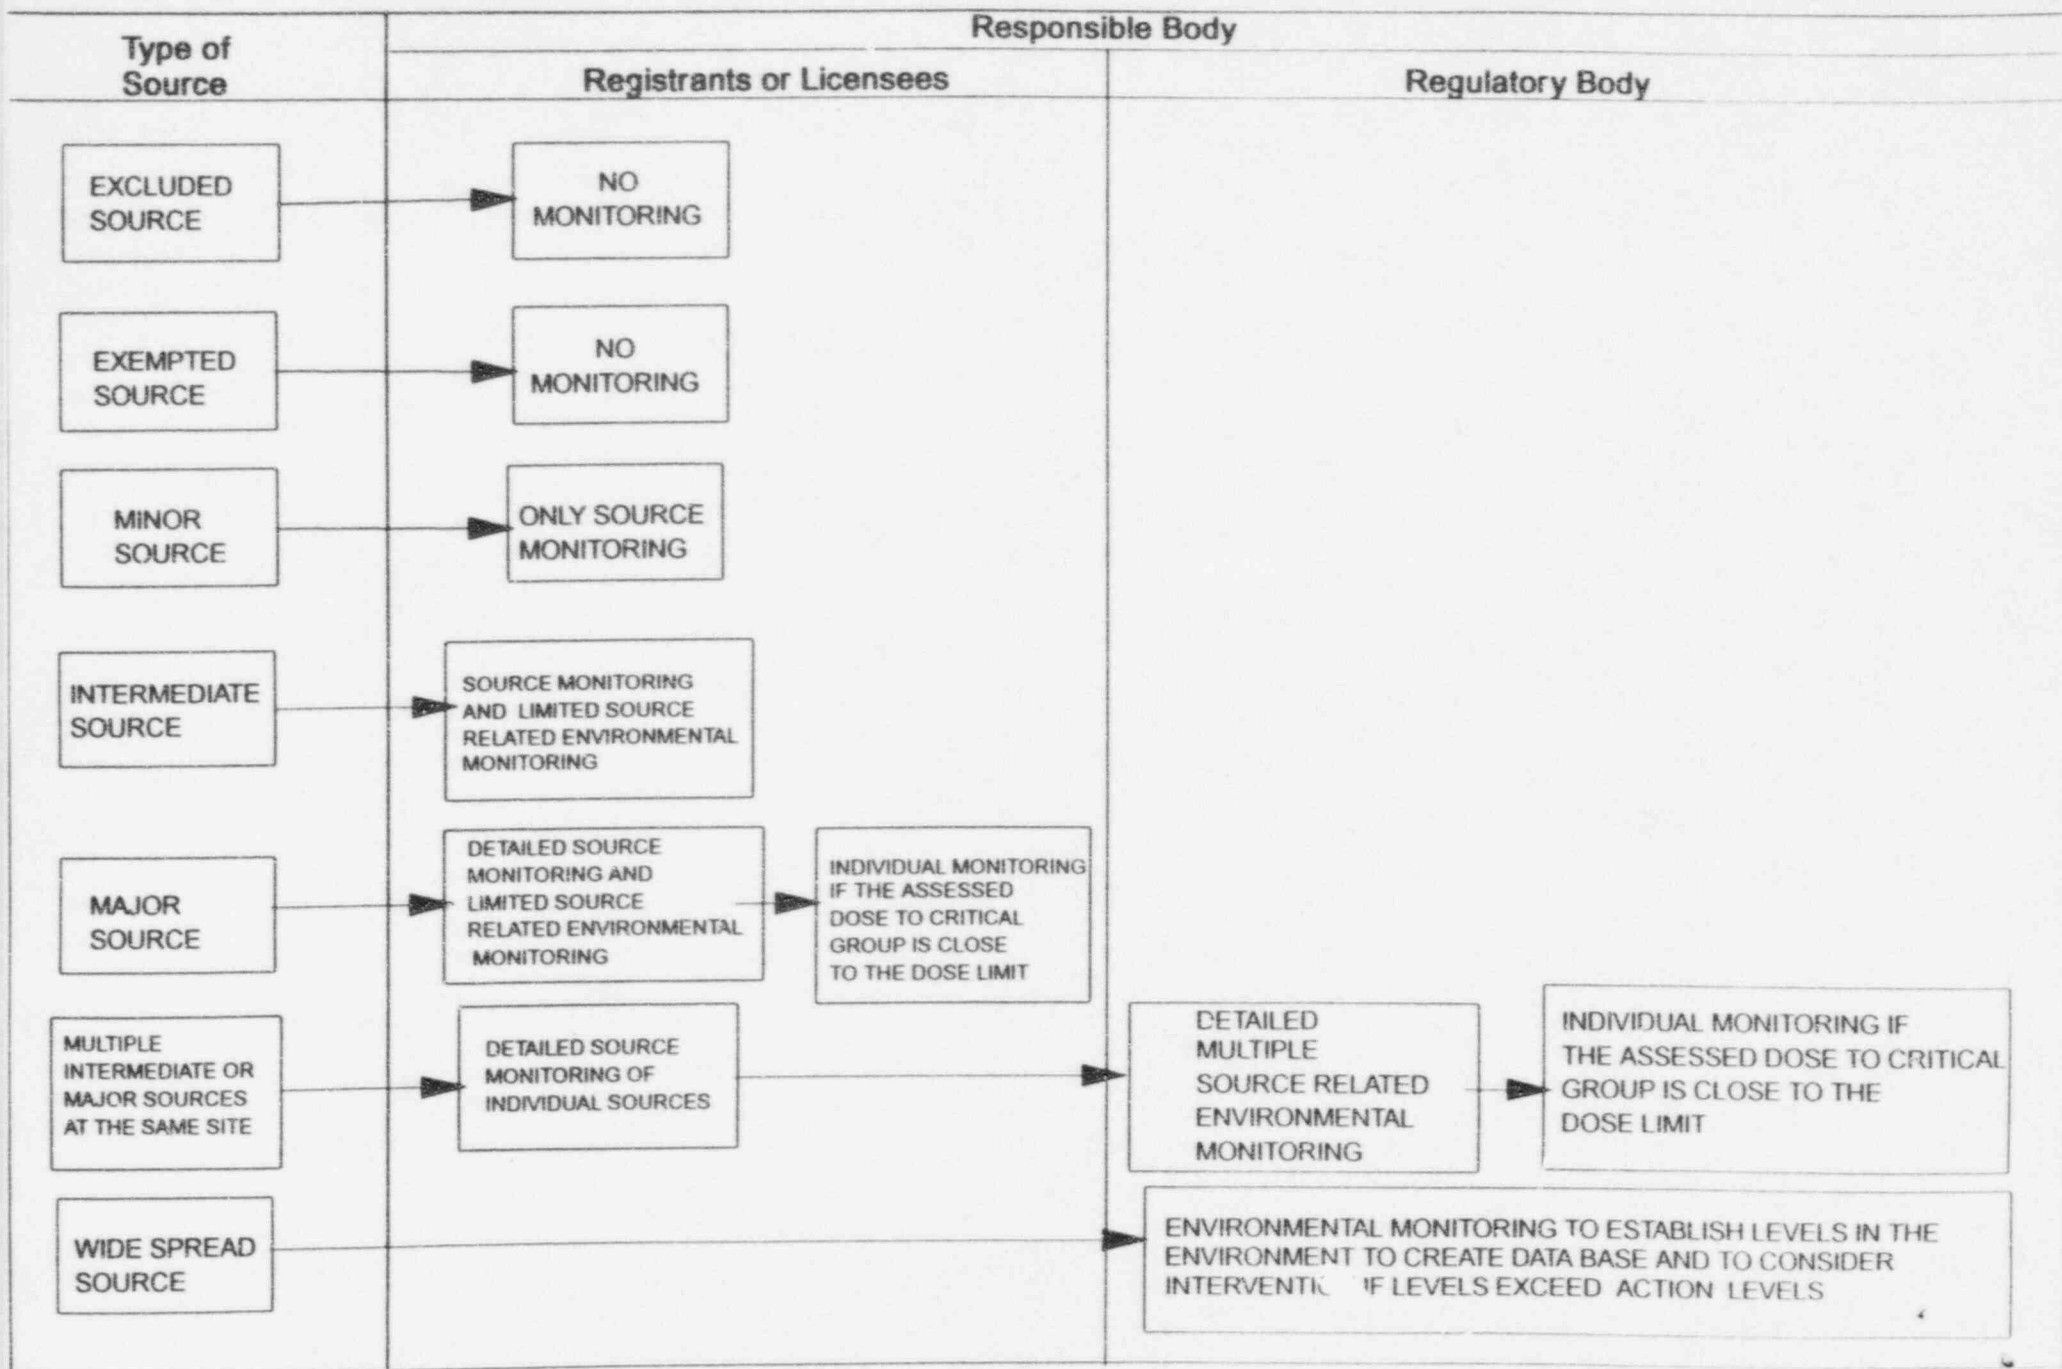 Responsible Body
Type of
Source
Registrants or Licensees
Regulatory Body
EXCLUDED
SOURCE
NO
MONITORING
EXEMPTED
SOURCE
NO
MONITORING
MINOR
SOURCE
ONLY SOURCE
MONITORING
INTERMEDIATE
SOURCE
SOURCE MONITORING
AND LIMITED SOURCE
RELATED ENVIRONMENTAL
MONITORING
MAJOR
SOURCE
DETAILED SOURCE
MONITORING AND
LIMITED SOURCE
RELATED ENVIRONMENTAL
MONITORING
INDIVIDUAL MONITORING
IF THE ASSESSED
DOSE TO CRITICAL
GROUP IS CLOSE
TO THE DOSE LIMIT
MULTIPLE
INTERMEDIATE OR
MAJOR SOURCES
AT THE SAME SITE
DETAILED SOURCE
MONITORING OF
INDIVIDUAL SOURCES
DETAILED
MULTIPLE
SOURCE RELATED
ENVIRONMENTAL
MONITORING
INDIVIDUAL MONITORING IF
THE ASSESSED DOSE TO CRITICAL
GROUP IS CLOSE TO THE
DOSE LIMIT
WIDE SPREAD
SOURCE
ENVIRONMENTAL MONITORING TO ESTABLISH LEVELS IN THE
ENVIRONMENT TO CREATE DATA BASE AND TO CONSIDER
IF LEVELS EXCEED ACTION LEVELS